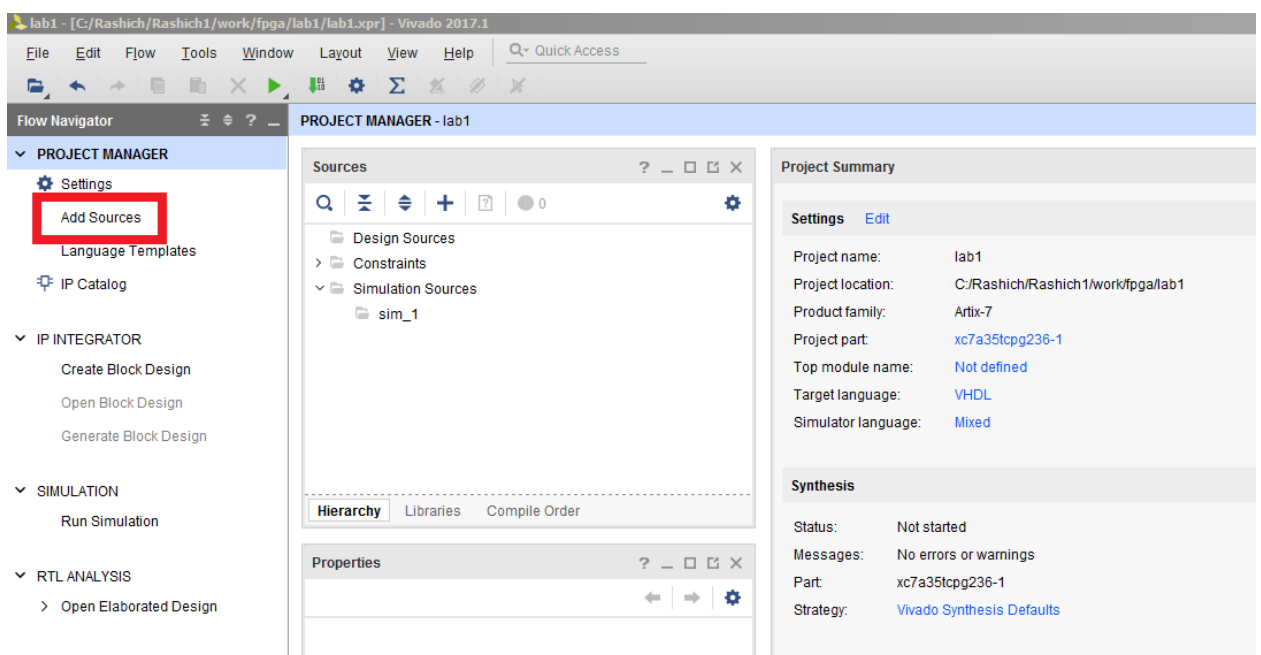 lab1 - [C:/Rashich/Rashich1/work/fpga/lab1/lab1.xpr] - Vivado 2017.1
File Edit Flow Tools Window Layout View Help Quick Access
Flow Navigator
PROJECT MANAGER
Settings
Add Sources
Language Templates
IP Catalog
IP INTEGRATOR
Create Block Design
Open Block Design
Generate Block Design
SIMULATION
Run Simulation
RTL ANALYSIS
Open Elaborated Design
PROJECT MANAGER - lab1
Sources
0
Design Sources
Constraints
Simulation Sources
sim_1
Hierarchy Libraries Compile Order
Properties
Project Summary
Settings Edit
Project name: lab1
Project location: C:/Rashich/Rashich1/work/fpga/lab1
Product family: Artix-7
Project part: xc7a35tcpg236-1
Top module name: Not defined
Target language: VHDL
Simulator language: Mixed
Synthesis
Status: Not started
Messages: No errors or warnings
Part: xc7a35tcpg236-1
Strategy: Vivado Synthesis Defaults